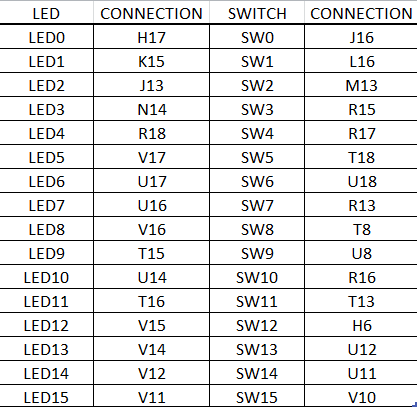 LED CONNECTION SWITCH CONNECTION
LED0 H17 SW0 J16
LED1 K15 SW1 L16
LED2 J13 SW2 M13
LED3 N14 SW3 R15
LED4 R18 SW4 R17
LED5 V17 SW5 T18
LED6 U17 SW6 U18
LED7 U16 SW7 R13
LED8 V16 SW8 T8
LED9 T15 SW9 U8
LED10 U14 SW10 R16
LED11 T16 SW11 T13
LED12 V15 SW12 H6
LED13 V14 SW13 U12
LED14 V12 SW14 U11
LED15 V11 SW15 V10